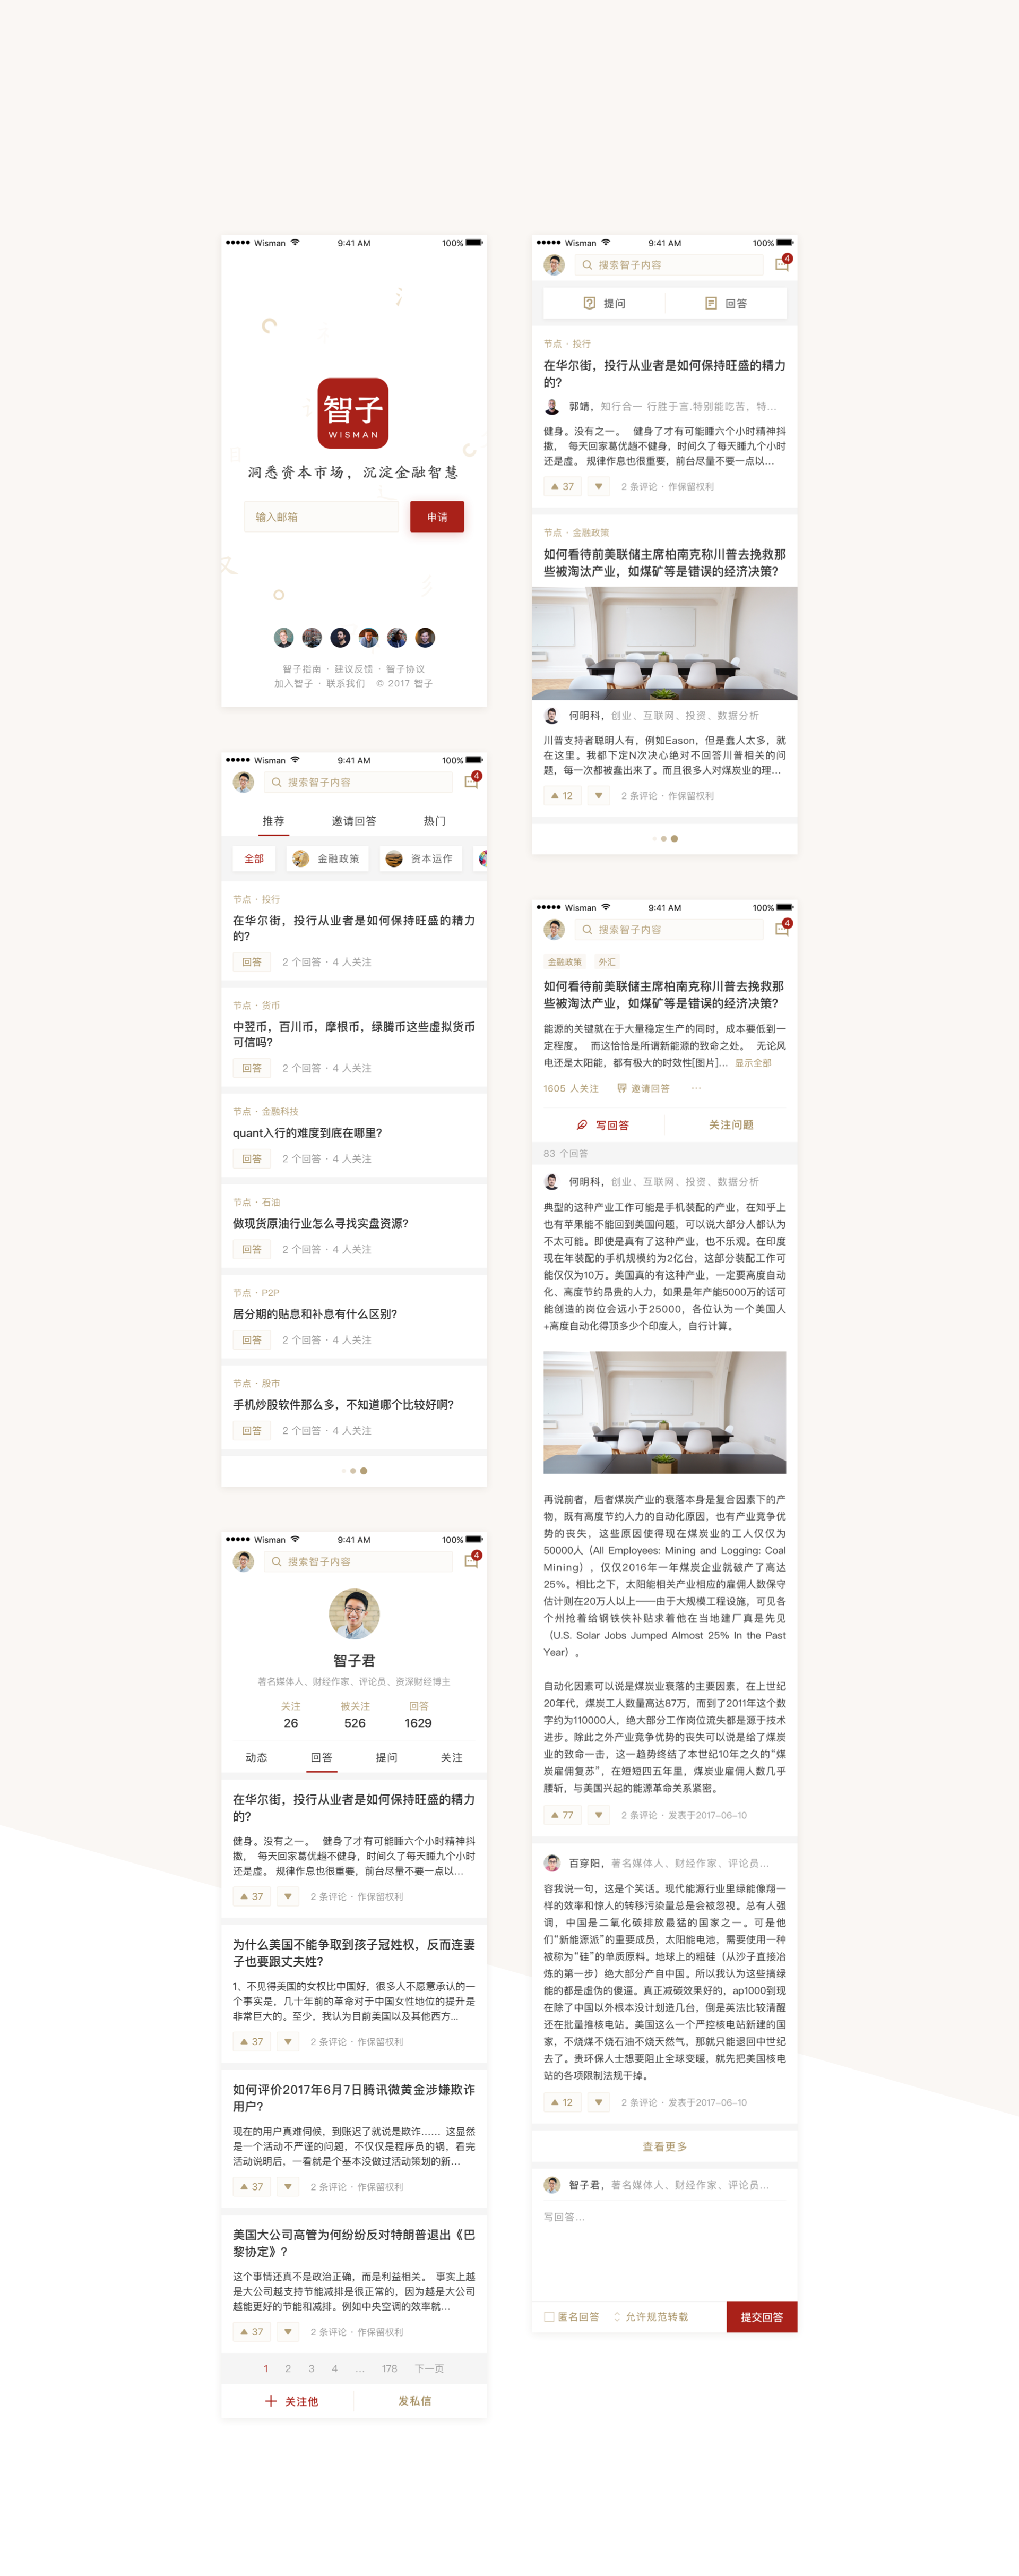 Wisman 9:41 AM 100%
智子
WISMAN
洞悉资本市场，沉淀金融智慧
输入邮箱 申请
智子指南 · 建议反馈 · 智子协议
加入智子 · 联系我们 © 2017 智子
Wisman 9:41 AM 100%
搜索智子内容 4
推荐 邀请回答 热门
全部 金融政策 资本运作
节点 · 投行
在华尔街，投行从业者是如何保持旺盛的精力
的？
回答 2 个回答 · 4 人关注
节点 · 货币
中翌币，百川币，摩根币，绿腾币这些虚拟货币
可信吗？
回答 2 个回答 · 4 人关注
节点 · 金融科技
quant入行的难度到底在哪里？
回答 2 个回答 · 4 人关注
节点 · 石油
做现货原油行业怎么寻找实盘资源？
回答 2 个回答 · 4 人关注
节点 · P2P
居分期的贴息和补息有什么区别？
回答 2 个回答 · 4 人关注
节点 · 股市
手机炒股软件那么多，不知道哪个比较好啊？
回答 2 个回答 · 4 人关注
Wisman 9:41 AM 100%
搜索智子内容 4
智子君
著名媒体人、财经作家、评论员、资深财经博主
关注 被关注 回答
26 526 1629
动态 回答 提问 关注
在华尔街，投行从业者是如何保持旺盛的精力
的？
健身。没有之一。 健身了才有可能睡六个小时精神抖
擞， 每天回家葛优趟不健身，时间久了每天睡九个小时
还是虚。 规律作息也很重要，前台尽量不要一点以...
37 2 条评论 · 作保留权利
为什么美国不能争取到孩子冠姓权，反而连妻
子也要跟丈夫姓？
1、不见得美国的女权比中国好，很多人不愿意承认的一
个事实是，几十年前的革命对于中国女性地位的提升是
非常巨大的。至少，我认为目前美国以及其他西方...
37 2 条评论 · 作保留权利
如何评价2017年6月7日腾讯微黄金涉嫌欺诈
用户？
现在的用户真难伺候，到账迟了就说是欺诈...... 这显然
是一个活动不严谨的问题，不仅仅是程序员的锅，看完
活动说明后，一看就是个基本没做过活动策划的新...
37 2 条评论 · 作保留权利
美国大公司高管为何纷纷反对特朗普退出《巴
黎协定》？
这个事情还真不是政治正确，而是利益相关。 事实上越
是大公司越支持节能减排是很正常的，因为越是大公司
越能更好的节能和减排。例如中央空调的效率就...
37 2 条评论 · 作保留权利
1 2 3 4 ... 178 下一页
关注他 发私信
Wisman 9:41 AM 100%
搜索智子内容 4
提问 回答
节点 · 投行
在华尔街，投行从业者是如何保持旺盛的精力
的？
郭靖，知行合一 行胜于言.特别能吃苦，特...
健身。没有之一。 健身了才有可能睡六个小时精神抖
擞， 每天回家葛优趟不健身，时间久了每天睡九个小时
还是虚。 规律作息也很重要，前台尽量不要一点以...
37 2 条评论 · 作保留权利
节点 · 金融政策
如何看待前美联储主席柏南克称川普去挽救那
些被淘汰产业，如煤矿等是错误的经济决策？
何明科，创业、互联网、投资、数据分析
川普支持者聪明人有，例如Eason，但是蠢人太多，就
在这里。我都下定N次决心绝对不回答川普相关的问
题，每一次都被蠢出来了。而且很多人对煤炭业的理...
12 2 条评论 · 作保留权利
Wisman 9:41 AM 100%
搜索智子内容 4
金融政策 外汇
如何看待前美联储主席柏南克称川普去挽救那
些被淘汰产业，如煤矿等是错误的经济决策？
能源的关键就在于大量稳定生产的同时，成本要低到一
定程度。 而这恰恰是所谓新能源的致命之处。 无论风
电还是太阳能，都有极大的时效性[图片]... 显示全部
1605 人关注 邀请回答 ...
写回答 关注问题
83 个回答
何明科，创业、互联网、投资、数据分析
典型的这种产业工作可能是手机装配的产业，在知乎上
也有苹果能不能回到美国问题，可以说大部分人都认为
不太可能。即使是真有了这种产业，也不乐观。在印度
现在年装配的手机规模约为2亿台，这部分装配工作可
能仅仅为10万。美国真的有这种产业，一定要高度自动
化、高度节约昂贵的人力，如果是年产能5000万的话可
能创造的岗位会远小于25000，各位认为一个美国人
+高度自动化得顶多少个印度人，自行计算。
再说前者，后者煤炭产业的衰落本身是复合因素下的产
物，既有高度节约人力的自动化原因，也有产业竞争优
势的丧失，这些原因使得现在煤炭业的工人仅仅为
50000人（All Employees: Mining and Logging: Coal
Mining），仅仅2016年一年煤炭企业就破产了高达
25%。相比之下，太阳能相关产业相应的雇佣人数保守
估计则在20万人以上——由于大规模工程设施，可见各
个州抢着给钢铁侠补贴求着他在当地建厂真是先见
（U.S. Solar Jobs Jumped Almost 25% In the Past
Year）。
自动化因素可以说是煤炭业衰落的主要因素，在上世纪
20年代，煤炭工人数量高达87万，而到了2011年这个数
字约为110000人，绝大部分工作岗位流失都是源于技术
进步。除此之外产业竞争优势的丧失可以说是给了煤炭
业的致命一击，这一趋势终结了本世纪10年之久的“煤
炭雇佣复苏”，在短短四五年里，煤炭业雇佣人数几乎
腰斩，与美国兴起的能源革命关系紧密。
77 2 条评论 · 发表于2017-06-10
百穿阳，著名媒体人、财经作家、评论员...
容我说一句，这是个笑话。现代能源行业里绿能像翔一
样的效率和惊人的转移污染量总是会被忽视。总有人强
调，中国是二氧化碳排放最猛的国家之一。可是他
们“新能源派”的重要成员，太阳能电池，需要使用一种
被称为“硅”的单质原料。地球上的粗硅（从沙子直接冶
炼的第一步）绝大部分产自中国。所以我认为这些搞绿
能的都是虚伪的傻逼。真正减碳效果好的，ap1000到现
在除了中国以外根本没计划造几台，倒是英法比较清醒
还在批量推核电站。美国这么一个严控核电站新建的国
家，不烧煤不烧石油不烧天然气，那就只能退回中世纪
去了。贵环保人士想要阻止全球变暖，就先把美国核电
站的各项限制法规干掉。
12 2 条评论 · 发表于2017-06-10
查看更多
智子君，著名媒体人、财经作家、评论员...
写回答...
匿名回答 允许规范转载 提交回答